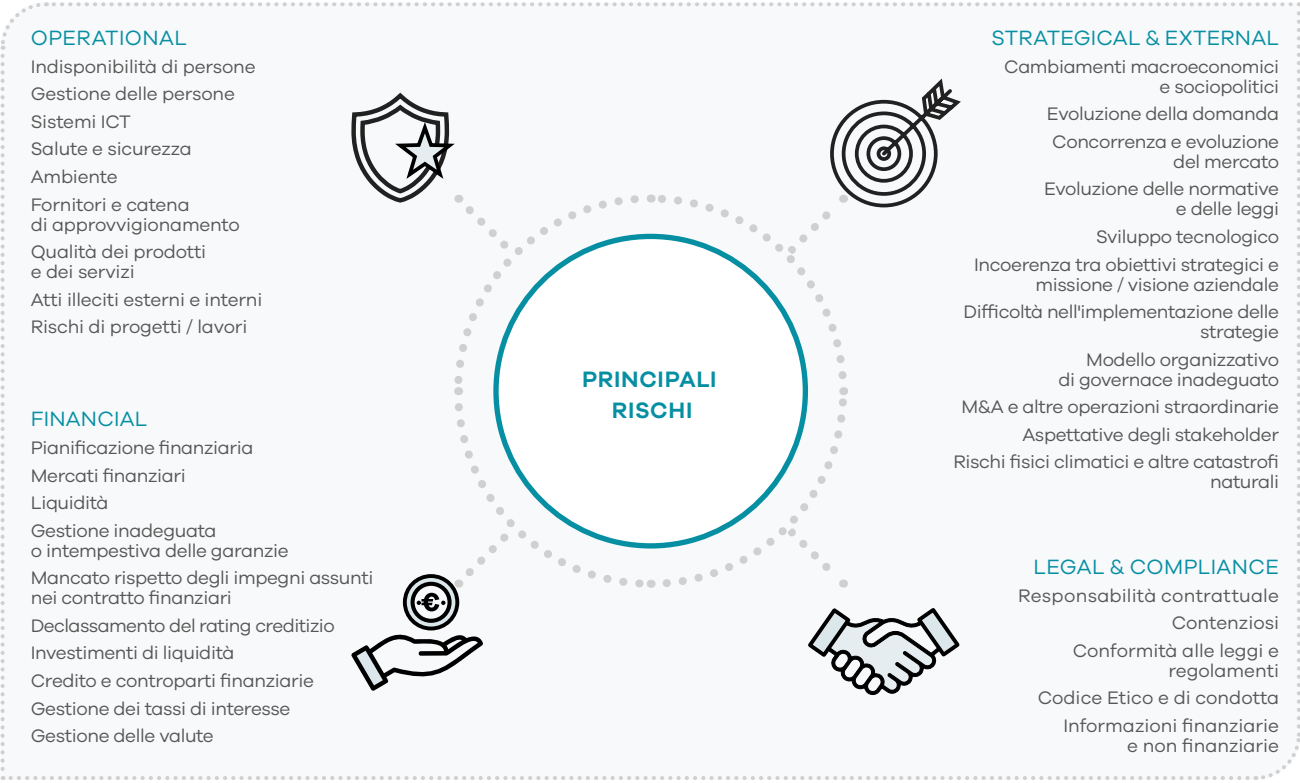 OPERATIONAL
Indisponibilità di persone
Gestione delle persone
Sistemi ICT
Salute e sicurezza
Ambiente
Fornitori e catena
di approvvigionamento
Qualità dei prodotti
e dei servizi
Atti illeciti esterni e interni
Rischi di progetti / lavori
FINANCIAL
Pianificazione finanziaria
Mercati finanziari
Liquidità
Gestione inadeguata
o intempestiva delle garanzie
Mancato rispetto degli impegni assunti
nei contratto finanziari
Declassamento del rating creditizio
Investimenti di liquidità
Credito e controparti finanziarie
Gestione dei tassi di interesse
Gestione delle valute
PRINCIPALI
RISCHI
€
STRATEGICAL & EXTERNAL
Cambiamenti macroeconomici
e sociopolitici
Evoluzione della domanda
Concorrenza e evoluzione
del mercato
Evoluzione delle normative
e delle leggi
Sviluppo tecnologico
Incoerenza tra obiettivi strategici e
missione / visione aziendale
Difficoltà nell'implementazione delle
strategie
Modello organizzativo
di governace inadeguato
M&A e altre operazioni straordinarie
Aspettative degli stakeholder
Rischi fisici climatici e altre catastrofi
naturali
LEGAL & COMPLIANCE
Responsabilità contrattuale
Contenziosi
Conformità alle leggi e
regolamenti
Codice Etico e di condotta
Informazioni finanziarie
e non finanziarie